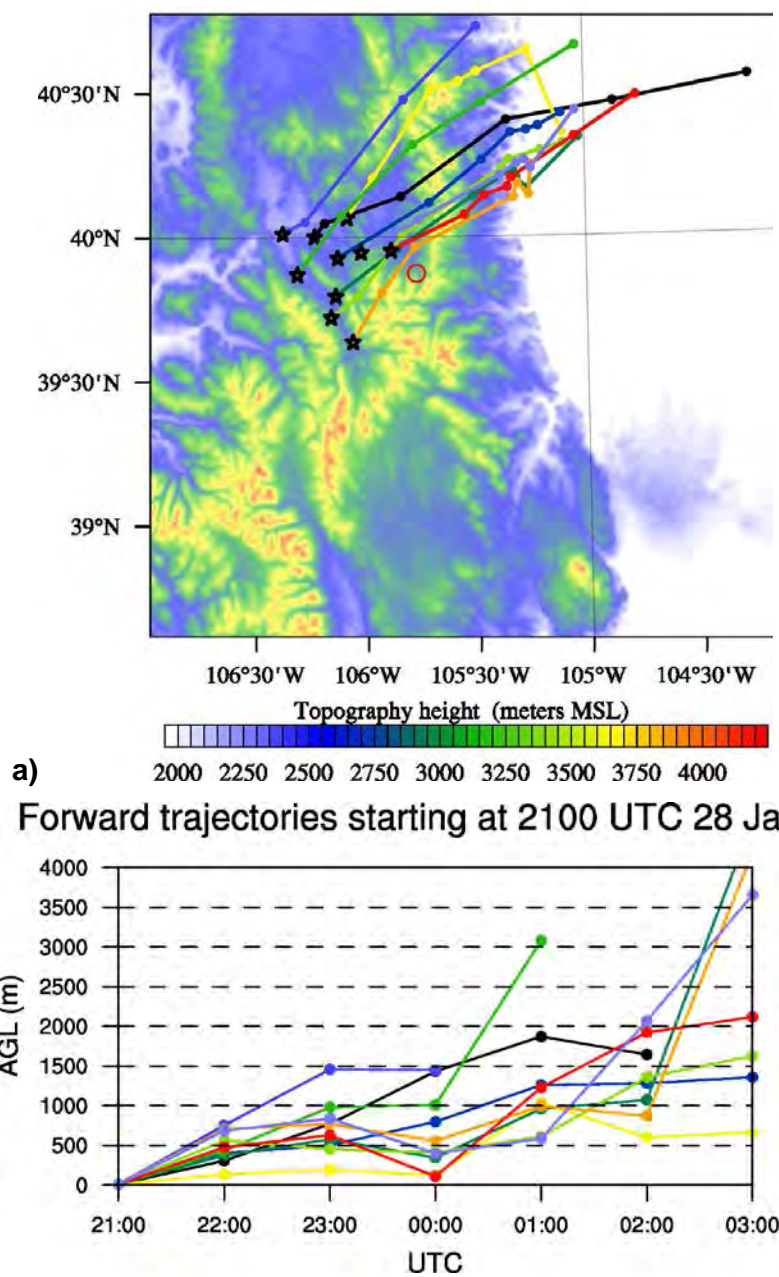 40°30'N
40°N
39°30'N
39°N
106°30'W 106°W 105°30'W 105°W 104°30'W
Topography height (meters MSL)
a)
2000 2250 2500 2750 3000 3250 3500 3750 4000
Forward trajectories starting at 2100 UTC 28 Ja
4000
3500
3000
2500
2000
1500
1000
500
0
AGL (m)
21:00 22:00 23:00 00:00 01:00 02:00 03:00
UTC